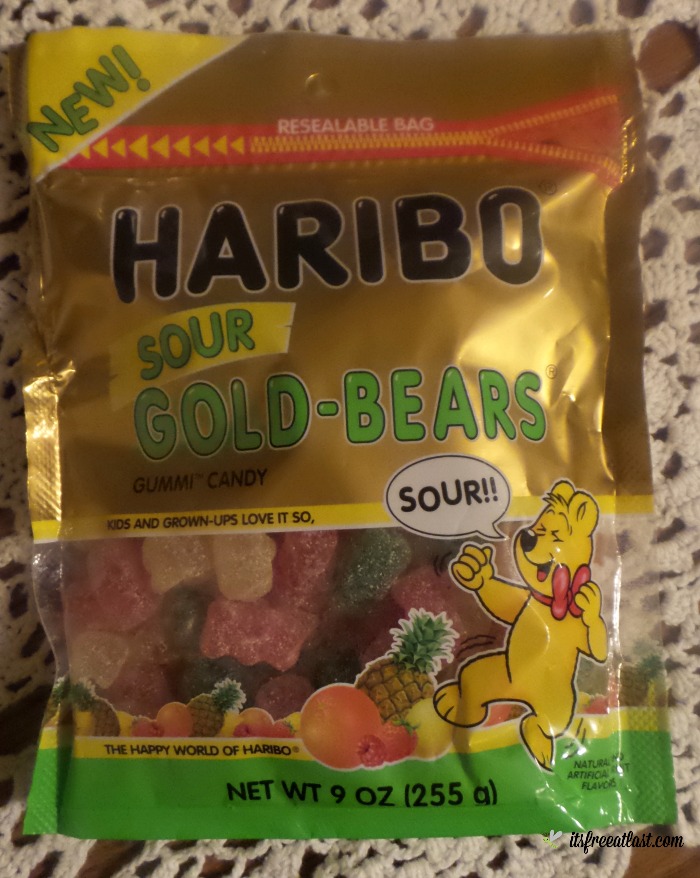 NEW!
RESEALABLE BAG
HARIBO®
SOUR
GOLD-BEARS®
GUMMI™ CANDY
SOUR!!
KIDS AND GROWN-UPS LOVE IT SO,
THE HAPPY WORLD OF HARIBO®
NATURAL
ARTIFICIAL
FLAVORS
NET WT 9 OZ (255 g)
itsfreeatlast.com